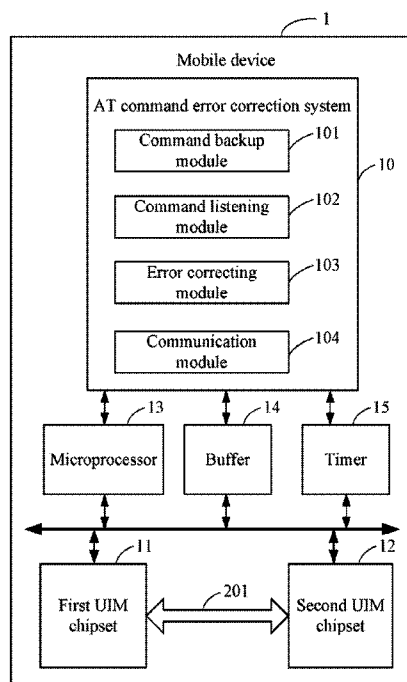 1
Mobile device
AT command error correction system
10
Command backup
module
101
Command listening
module
102
Error correcting
module
103
Communication
module
104
13
14
15
Microprocessor
Buffer
Timer
11
12
First UIM
chipset
201
Second UIM
chipset